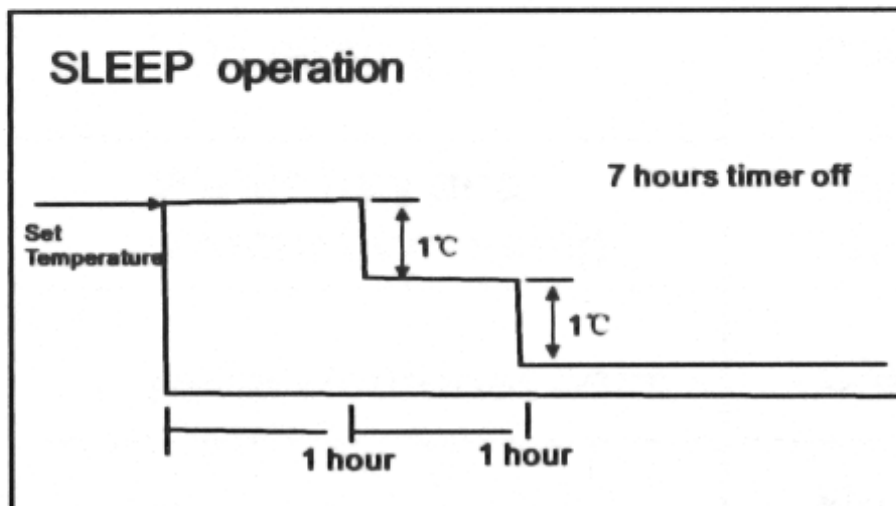 SLEEP operation
7 hours timer off
Set
Temperature
1℃
1℃
1 hour
1 hour